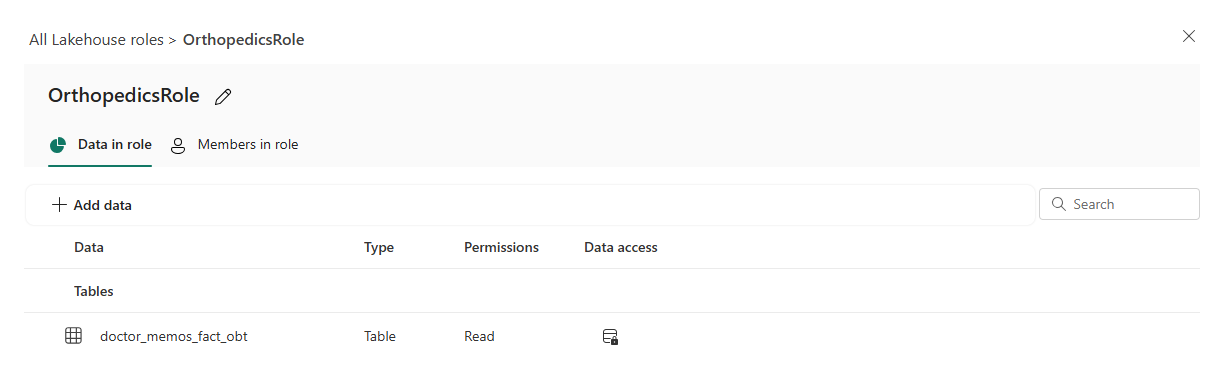 All Lakehouse roles > OrthopedicsRole
OrthopedicsRole
Data in role Members in role
Add data Search
Data Type Permissions Data access
Tables
doctor_memos_fact_obt Table Read